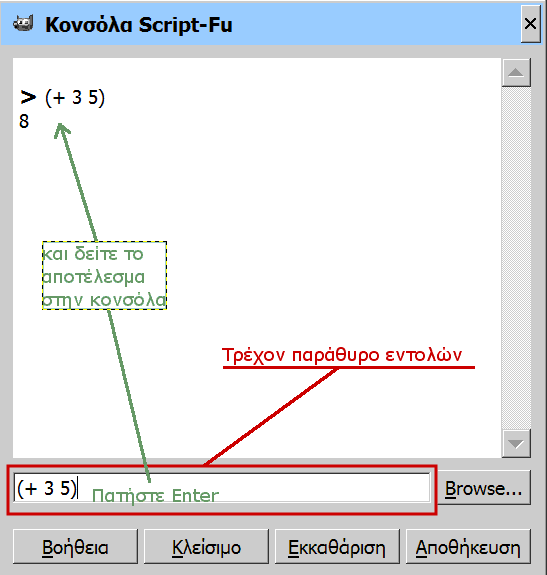 Κονσόλα Script-Fu
> (+ 3 5)
8
και δείτε το
αποτέλεσμα
στην κονσόλα
Τρέχον παράθυρο εντολών
(+ 3 5)
Πατήστε Enter
Browse...
Βοήθεια
Κλείσιμο
Εκκαθάριση
Αποθήκευση